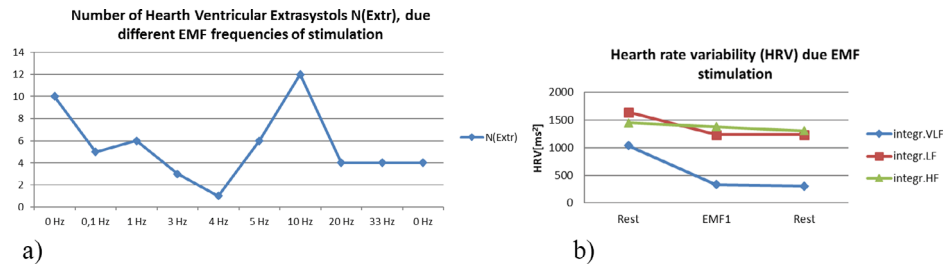 Number of Hearth Ventricular Extrasystols N(Extr), due
different EMF frequencies of stimulation
14
12
10
8
6
4
2
0
0 Hz 0,1 Hz 1 Hz 3 Hz 4 Hz 5 Hz 10 Hz 20 Hz 33 Hz 0 Hz
N(Extr)
a)
Hearth rate variability (HRV) due EMF
stimulation
HRV[ms²]
2000
1500
1000
500
0
Rest EMF1 Rest
integr.VLF
integr.LF
integr.HF
b)